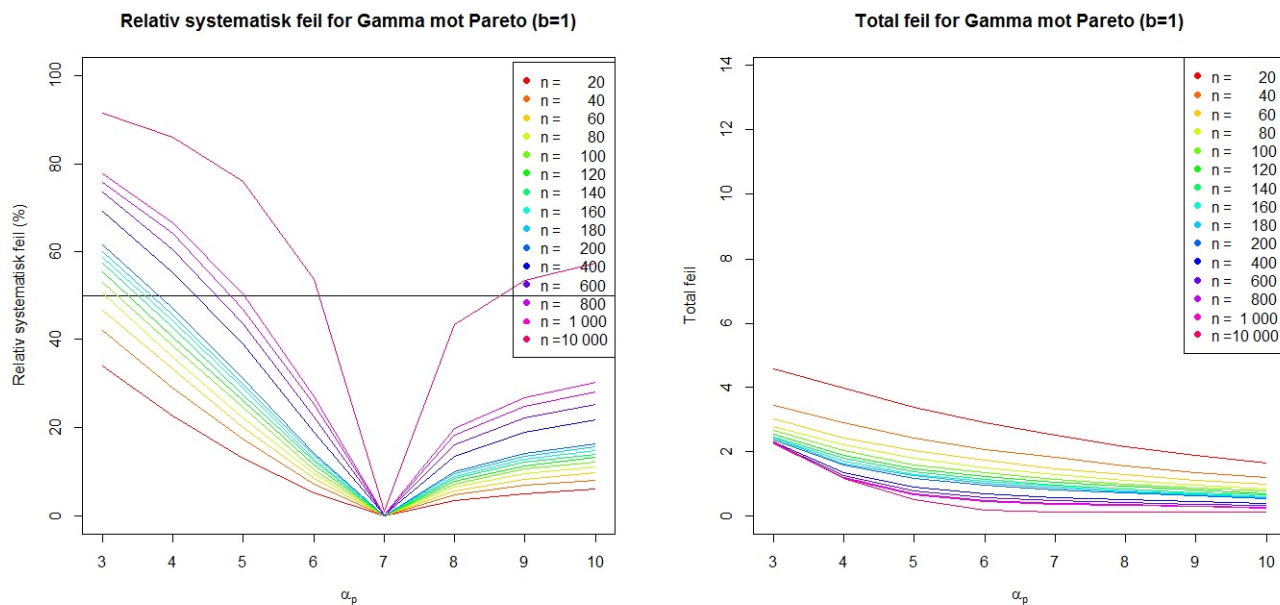 Relativ systematisk feil for Gamma mot Pareto (b=1)
Relativ systematisk feil (%)
100
80
60
40
20
0
n = 20
n = 40
n = 60
n = 80
n = 100
n = 120
n = 140
n = 160
n = 180
n = 200
n = 400
n = 600
n = 800
n = 1 000
n =10 000
3 4 5 6 7 8 9 10
αp
Total feil for Gamma mot Pareto (b=1)
Total feil
14
12
10
8
6
4
2
0
n = 20
n = 40
n = 60
n = 80
n = 100
n = 120
n = 140
n = 160
n = 180
n = 200
n = 400
n = 600
n = 800
n = 1 000
n =10 000
3 4 5 6 7 8 9 10
αp